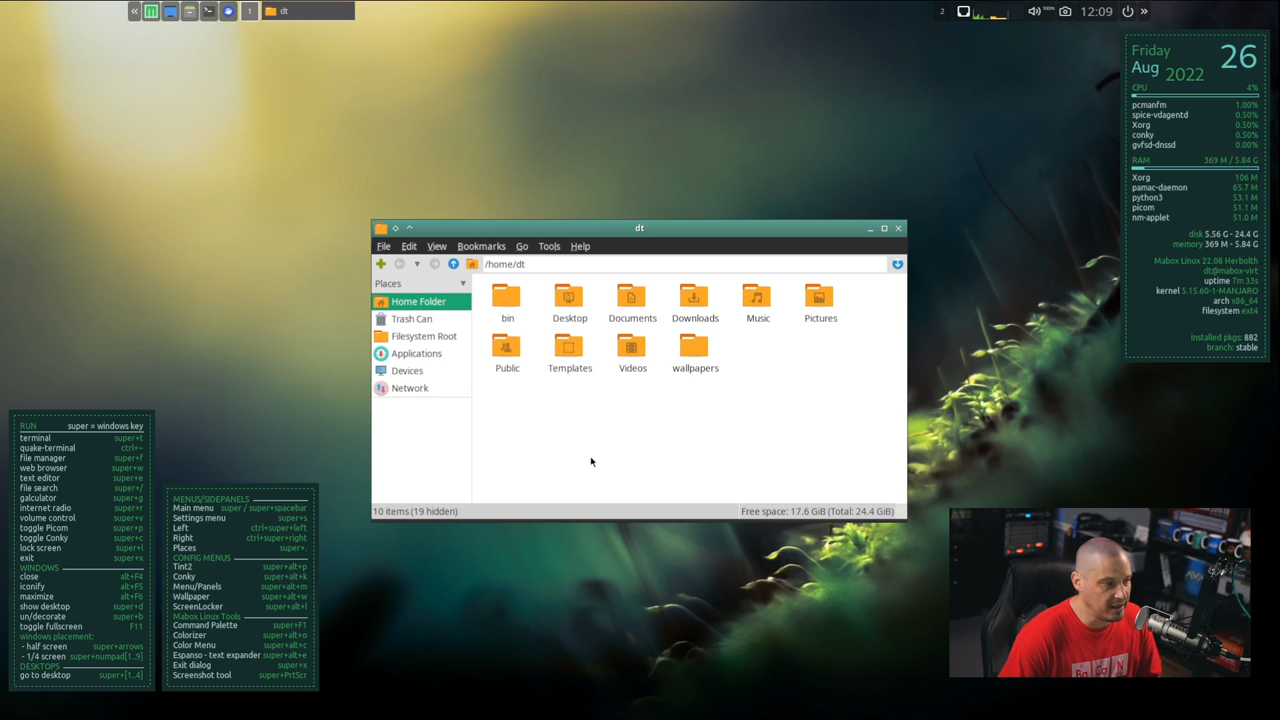 «
1
dt
2
100%
12:09
»
Friday
26
Aug
2022
CPU 4%
pcmanfm 1.00%
spice-vdagentd 0.50%
Xorg 0.50%
conky 0.50%
gvfsd-dnssd 0.00%
RAM 369 M / 5.84 G
Xorg 106 M
pamac-daemon 65.7 M
python3 53.1 M
picom 51.1 M
nm-applet 51.0 M
disk 5.56 G - 24.4 G
memory 369 M - 5.84 G
Mabox Linux 22.08 Herbolth
dt@mabox-virt
uptime 7m 33s
kernel 5.15.60-1-MANJARO
arch x86_64
filesystem ext4
installed pkgs: 882
branch: stable
dt
File Edit View Bookmarks Go Tools Help
/home/dt
Places
Home Folder
Trash Can
Filesystem Root
Applications
Devices
Network
bin Desktop Documents Downloads Music Pictures
Public Templates Videos wallpapers
10 items (19 hidden) Free space: 17.6 GiB (Total: 24.4 GiB)
RUN super = windows key
terminal super+t
quake-terminal ctrl+~
file manager super+f
web browser super+w
text editor super+e
file search super+/
galculator super+g
internet radio super+r
volume control super+v
toggle Picom super+p
toggle Conky super+c
lock screen super+l
exit super+x
WINDOWS
close alt+F4
iconify alt+F5
maximize alt+F6
show desktop super+d
un/decorate super+b
toggle fullscreen F11
windows placement:
- half screen super+arrows
- 1/4 screen super+numpad[1..9]
DESKTOPS
go to desktop super+[1..4]
MENUS/SIDEPANELS
Main menu super / super+spacebar
Settings menu super+s
Left ctrl+super+left
Right ctrl+super+right
Places super+.
CONFIG MENUS
Tint2 super+alt+p
Conky super+alt+k
Menu/Panels super+alt+m
Wallpaper super+alt+w
ScreenLocker super+alt+l
Mabox Linux Tools
Command Palette super+F1
Colorizer super+alt+o
Color Menu super+alt+c
Espanso - text expander super+alt+e
Exit dialog super+x
Screenshot tool super+PrtScr